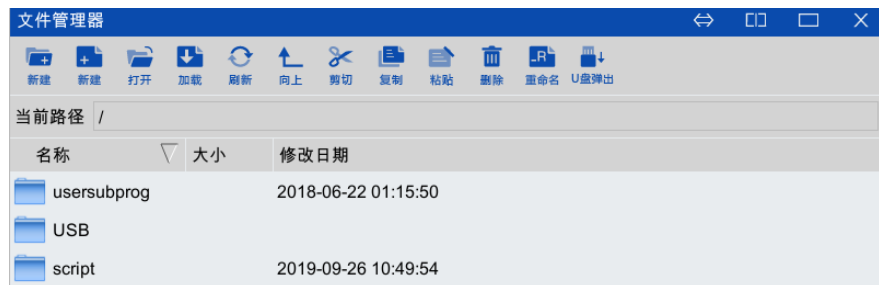 文件管理器
新建 新建 打开 加载 刷新 向上 剪切 复制 粘贴 删除 重命名 U盘弹出
当前路径 /
名称 大小 修改日期
usersubprog 2018-06-22 01:15:50
USB
script 2019-09-26 10:49:54